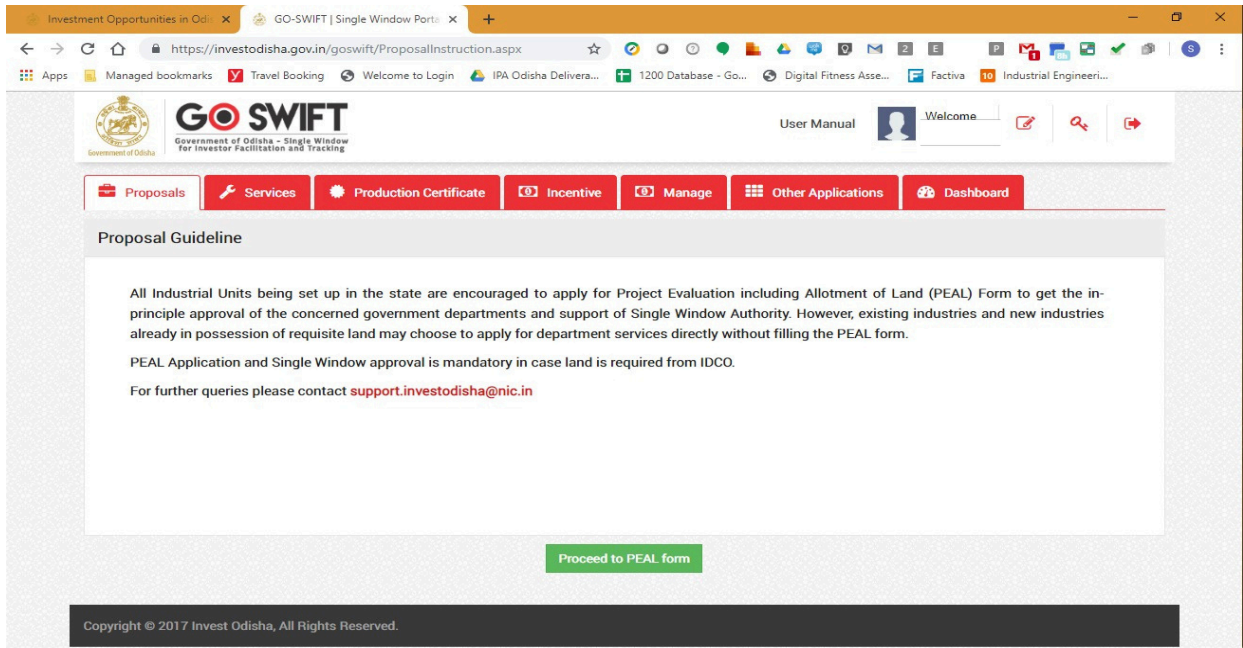 Investment Opportunities in Odi
GO-SWIFT | Single Window Porta
https://investodisha.gov.in/goswift/ProposalInstruction.aspx
Apps Managed bookmarks Travel Booking Welcome to Login IPA Odisha Delivera... 1200 Database - Go... Digital Fitness Asse... Factiva 10 Industrial Engineeri...
Government of Odisha
GO SWIFT
Government of Odisha - Single Window
for Investor Facilitation and Tracking
User Manual
Welcome
Proposals Services Production Certificate Incentive Manage Other Applications Dashboard
Proposal Guideline
All Industrial Units being set up in the state are encouraged to apply for Project Evaluation including Allotment of Land (PEAL) Form to get the in-
principle approval of the concerned government departments and support of Single Window Authority. However, existing industries and new industries
already in possession of requisite land may choose to apply for department services directly without filling the PEAL form.
PEAL Application and Single Window approval is mandatory in case land is required from IDCO.
For further queries please contact support.investodisha@nic.in
Proceed to PEAL form
Copyright © 2017 Invest Odisha, All Rights Reserved.